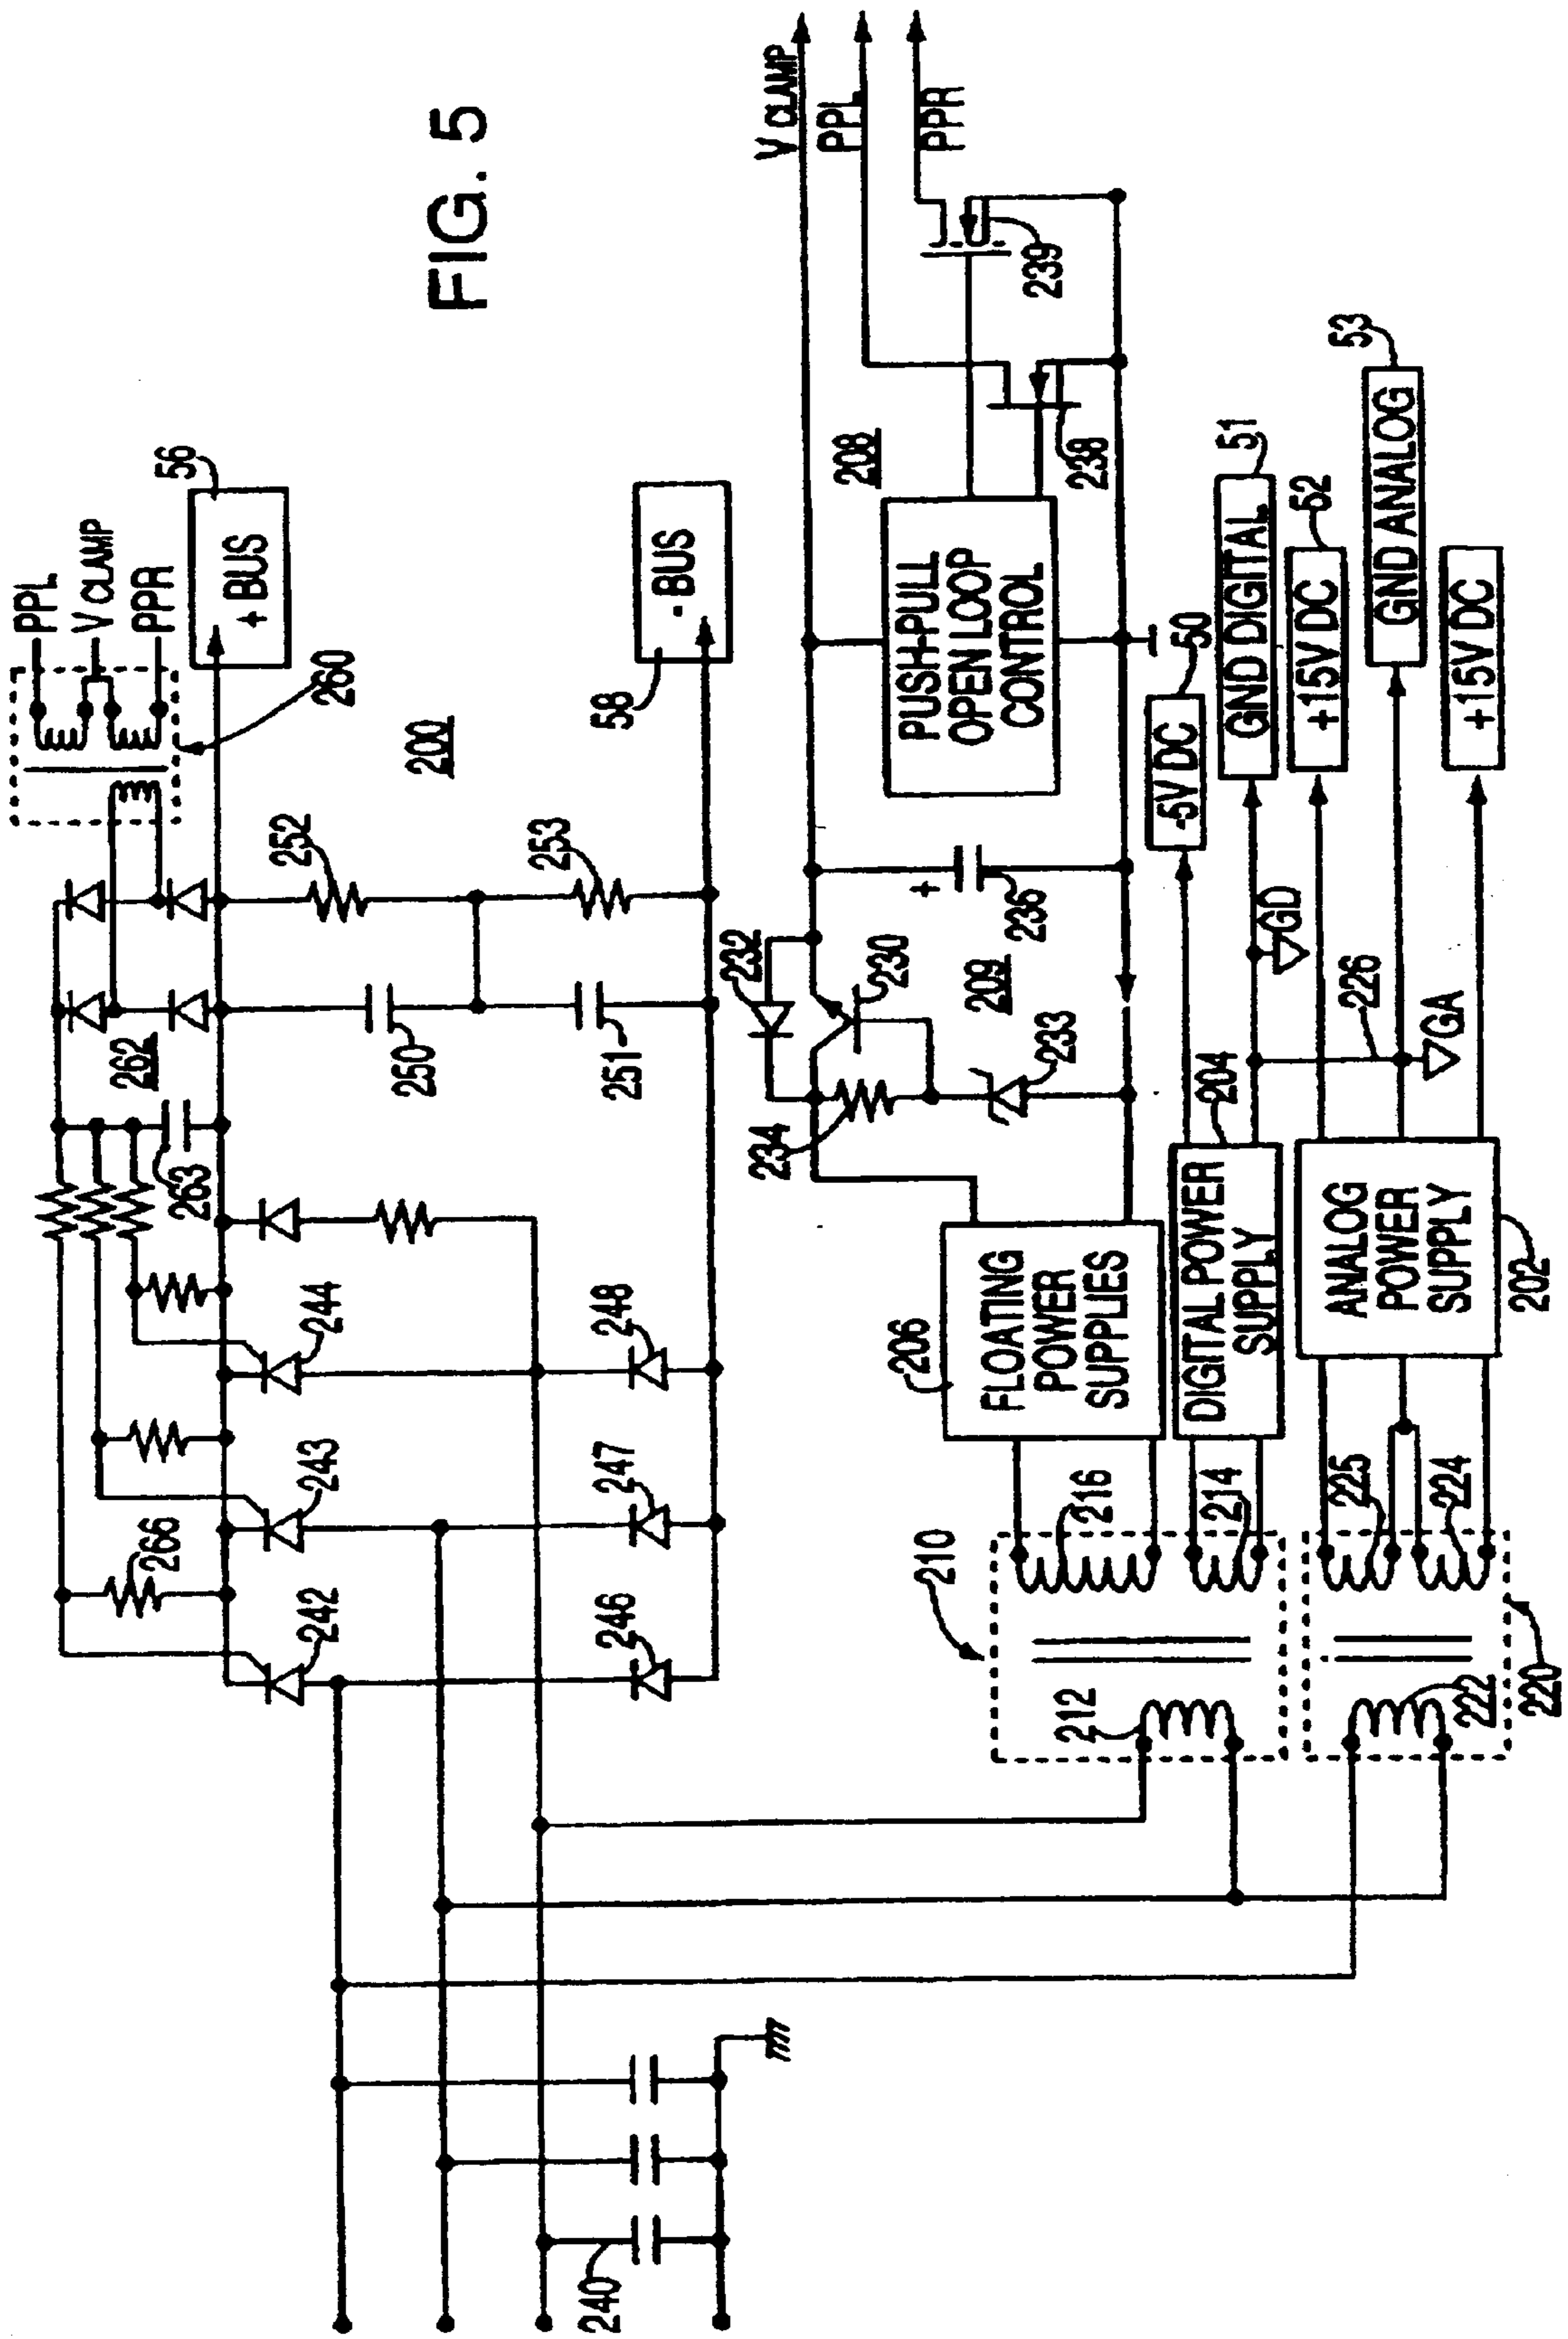 FIG. 5
PPL
V CLAMP
PPR
56
+ BUS
260
200
58
- BUS
252
253
262
250
251
263
244
248
243
247
266
242
246
V CLAMP
PPL
PPR
239
238
208
PUSH-PULL
OPEN LOOP
CONTROL
+
236
232
230
209
233
234
206
FLOATING
POWER
SUPPLIES
50
-5V DC
51
GND DIGITAL
GD
52
+15V DC
53
GND ANALOG
226
GA
+15V DC
204
DIGITAL POWER
SUPPLY
ANALOG
POWER
SUPPLY
202
210
216
214
212
225
224
222
220
240